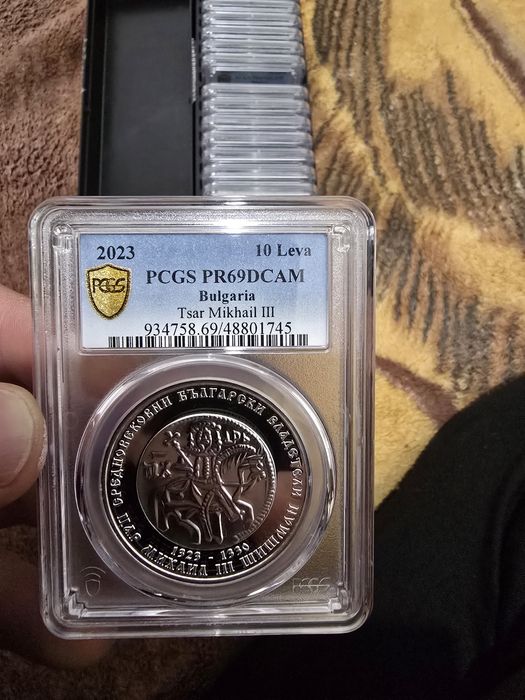 2023 10 Leva
PCGS PCGS PR69DCAM
Bulgaria
Tsar Mikhail III
934758.69/48801745
СРЕДНОВЕКОВНИ БЪЛГАРСКИ ВЛАДЕТЕЛИ
МИХАИЛ III ШИШМАН
1323 - 1330
PCGS